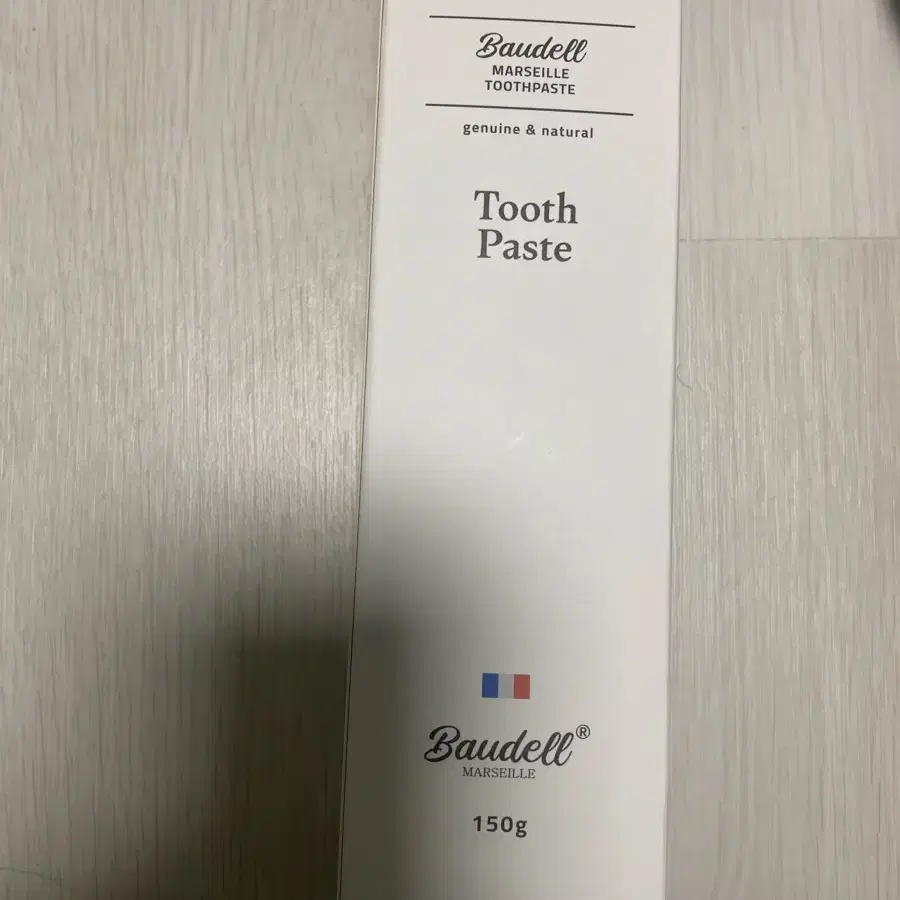 Baudell
MARSEILLE
TOOTHPASTE
genuine & natural
Tooth
Paste
Baudell®
MARSEILLE
150g